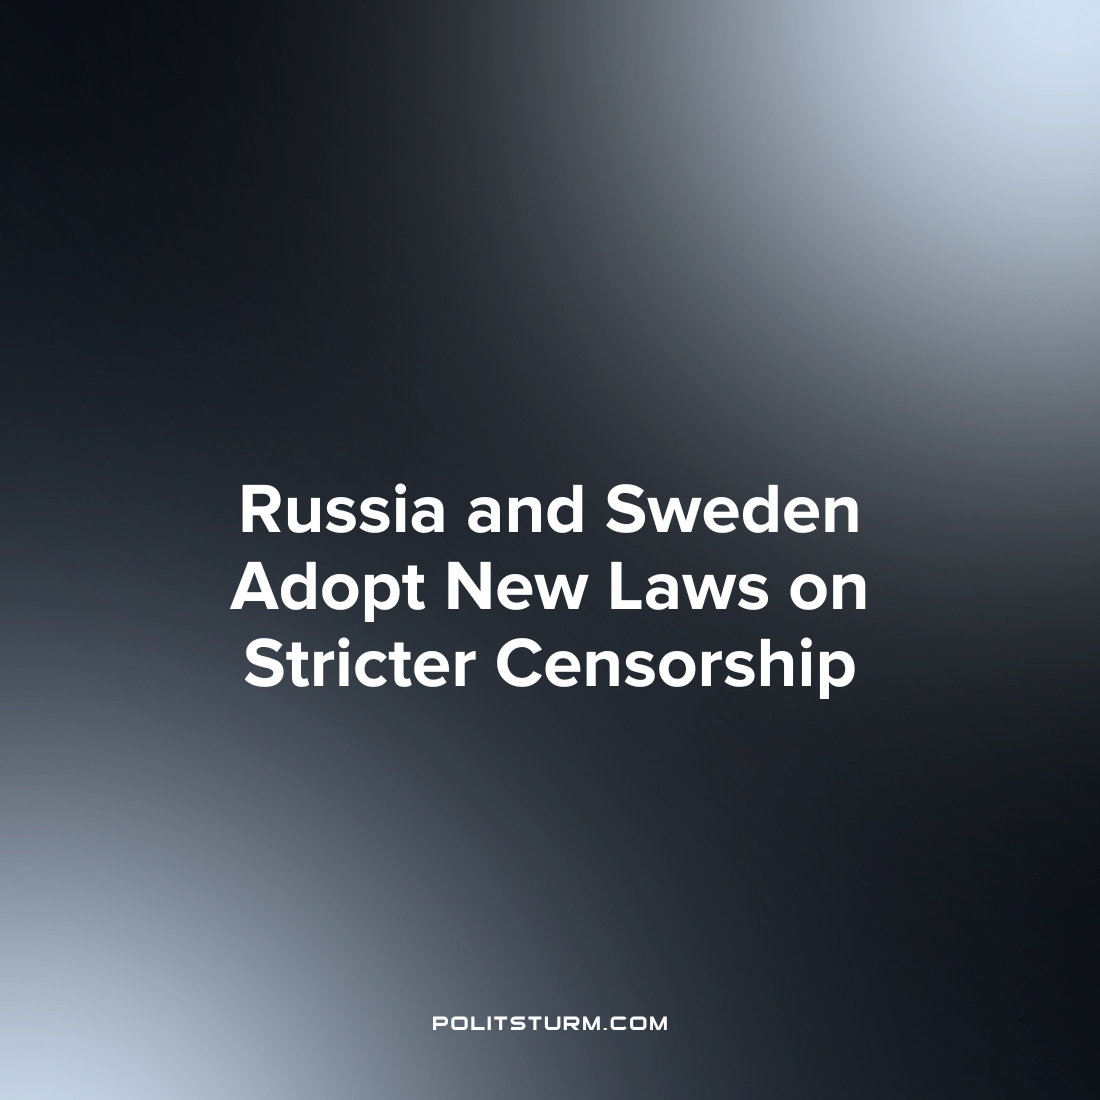 Russia and Sweden
Adopt New Laws on
Stricter Censorship
POLITSTURM.COM